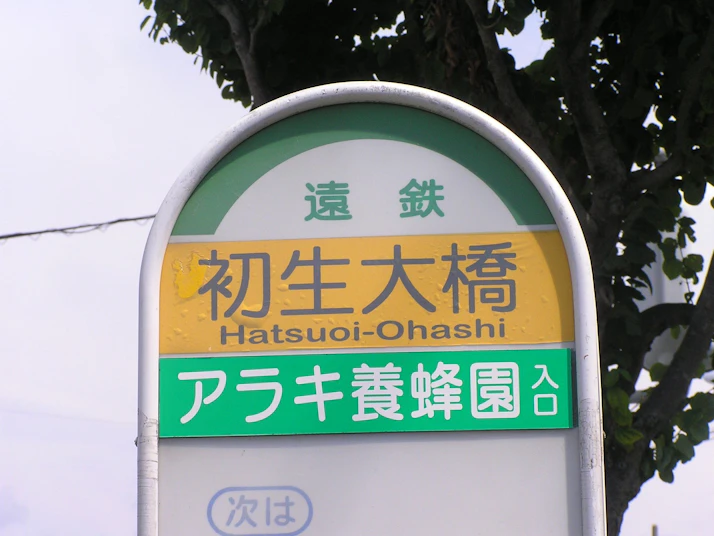 遠鉄
初生大橋
Hatsuoi-Ohashi
アラキ養蜂園入口
次は